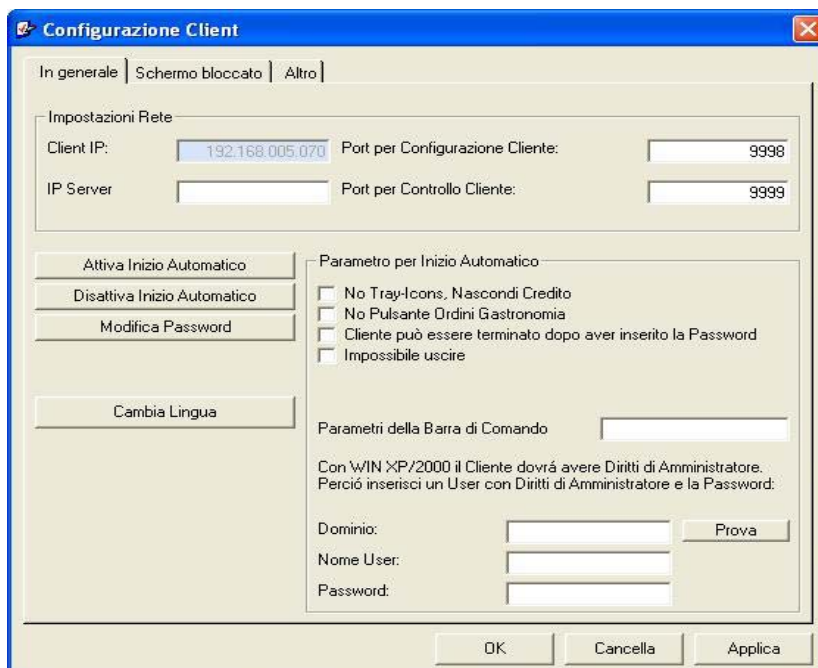 Configurazione Client
In generale Schermo bloccato Altro
Impostazioni Rete
Client IP: 192.168.005.070 Port per Configurazione Cliente: 9998
IP Server Port per Controllo Cliente: 9999
Attiva Inizio Automatico
Disattiva Inizio Automatico
Modifica Password
Cambia Lingua
Parametro per Inizio Automatico
No Tray-Icons, Nascondi Credito
No Pulsante Ordini Gastronomia
Cliente può essere terminato dopo aver inserito la Password
Impossibile uscire
Parametri della Barra di Comando
Con WIN XP/2000 il Cliente dovrá avere Diritti di Amministratore.
Perció inserisci un User con Diritti di Amministratore e la Password:
Dominio: Prova
Nome User:
Password:
OK Cancella Applica